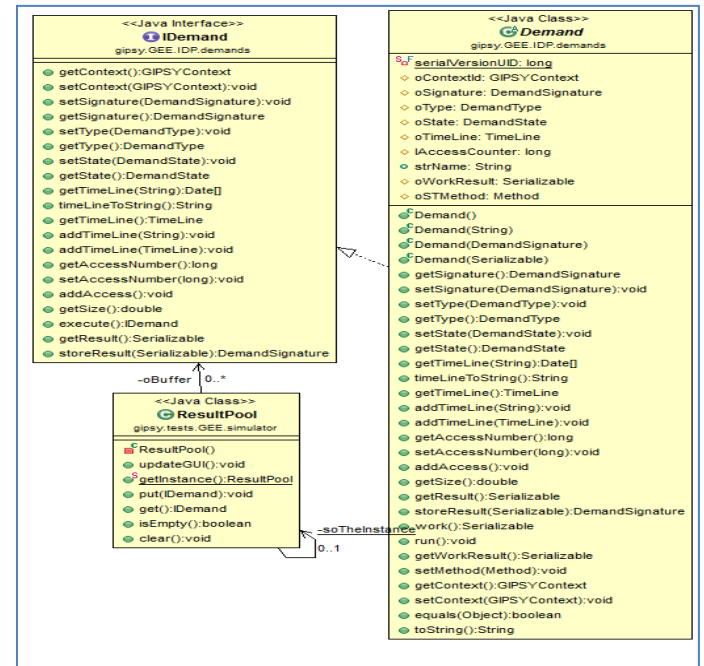 <<Java Interface>>
IDemand
gipsy.GEE.IDP.demands
getContext():GIPSYContext
setContext(GIPSYContext):void
setSignature(DemandSignature):void
getSignature():DemandSignature
setType(DemandType):void
getType():DemandType
setState(DemandState):void
getState():DemandState
getTimeLine(String):Date[]
timeLineToString():String
getTimeLine():TimeLine
addTimeLine(String):void
addTimeLine(TimeLine):void
getAccessNumber():long
setAccessNumber(long):void
addAccess():void
getSize():double
execute():IDemand
getResult():Serializable
storeResult(Serializable):DemandSignature
-oBuffer 0..*
<<Java Class>>
ResultPool
gipsy.tests.GEE.simulator
ResultPool()
updateGUI():void
getInstance():ResultPool
put(IDemand):void
get():IDemand
isEmpty():boolean
clear():void
-soTheInstance
0..1
<<Java Class>>
Demand
gipsy.GEE.IDP.demands
serialVersionUID: long
oContextId: GIPSYContext
oSignature: DemandSignature
oType: DemandType
oState: DemandState
oTimeLine: TimeLine
lAccessCounter: long
strName: String
oWorkResult: Serializable
oSTMethod: Method
Demand()
Demand(String)
Demand(DemandSignature)
Demand(Serializable)
getSignature():DemandSignature
setSignature(DemandSignature):void
setType(DemandType):void
getType():DemandType
setState(DemandState):void
getState():DemandState
getTimeLine(String):Date[]
timeLineToString():String
getTimeLine():TimeLine
addTimeLine(String):void
addTimeLine(TimeLine):void
getAccessNumber():long
setAccessNumber(long):void
addAccess():void
getSize():double
getResult():Serializable
storeResult(Serializable):DemandSignature
work():Serializable
run():void
getWorkResult():Serializable
setMethod(Method):void
getContext():GIPSYContext
setContext(GIPSYContext):void
equals(Object):boolean
toString():String